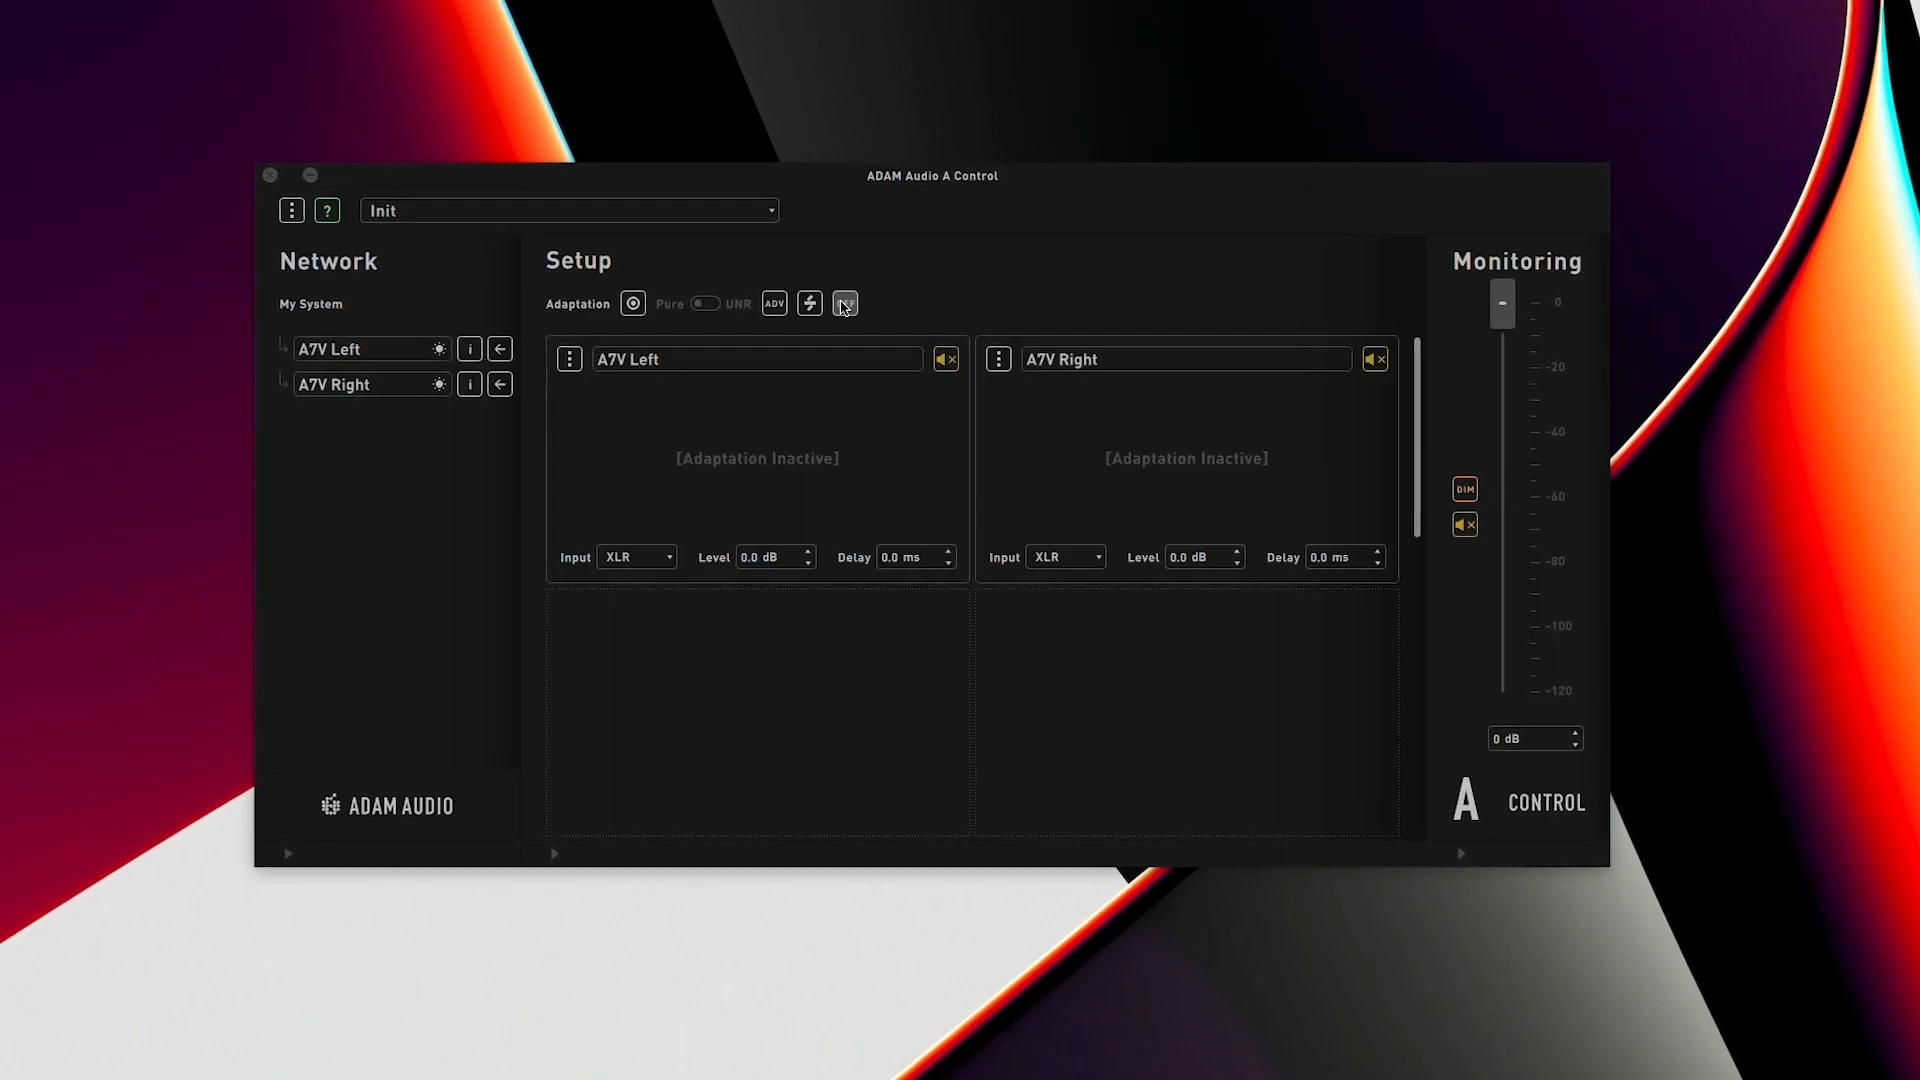 ADAM Audio A Control
? Init
Network
My System
A7V Left i
A7V Right i
Setup
Adaptation Pure UNR ADV
A7V Left
[Adaptation Inactive]
Input XLR Level 0.0 dB Delay 0.0 ms
A7V Right
[Adaptation Inactive]
Input XLR Level 0.0 dB Delay 0.0 ms
Monitoring
0
-20
-40
-60
-80
-100
-120
DIM
0 dB
ADAM AUDIO
A CONTROL